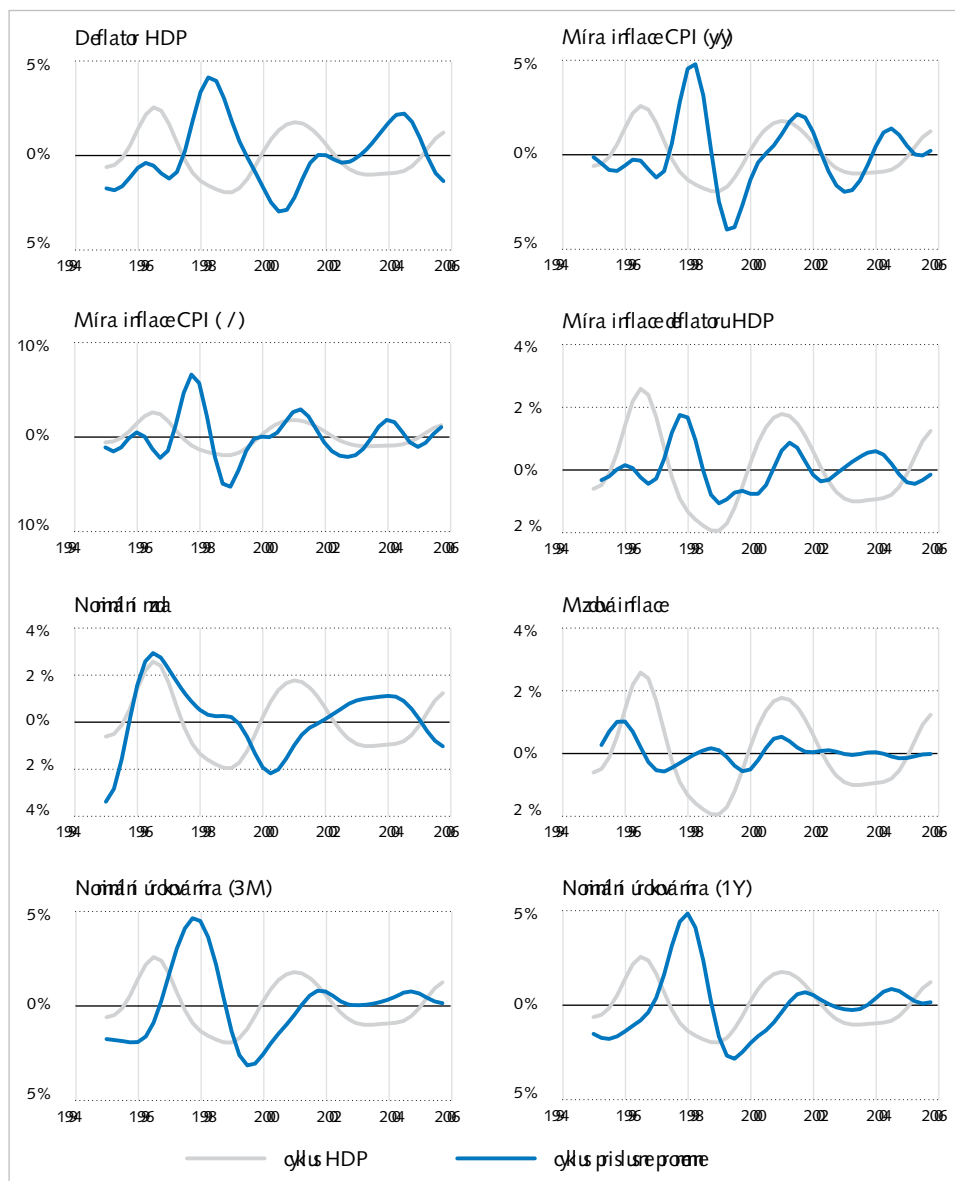 Deflator HDP
5%
0%
5%
1994 1996 1998 2000 2002 2004 2006
Míra inflace CPI (y/y)
5%
0%
5%
1994 1996 1998 2000 2002 2004 2006
Míra inflace CPI ( / )
10%
0%
10%
1994 1996 1998 2000 2002 2004 2006
Míra inflace deflatoru HDP
4%
2 %
0%
2 %
1994 1996 1998 2000 2002 2004 2006
Nominální mzda
4%
2 %
0%
2 %
4%
1994 1996 1998 2000 2002 2004 2006
Mzdová inflace
4%
2 %
0%
2 %
1994 1996 1998 2000 2002 2004 2006
Nominální úroková míra (3M)
5%
0%
5%
1994 1996 1998 2000 2002 2004 2006
Nominální úroková míra (1Y)
5%
0%
5%
1994 1996 1998 2000 2002 2004 2006
cyklus HDP
cyklus prislusne promenne